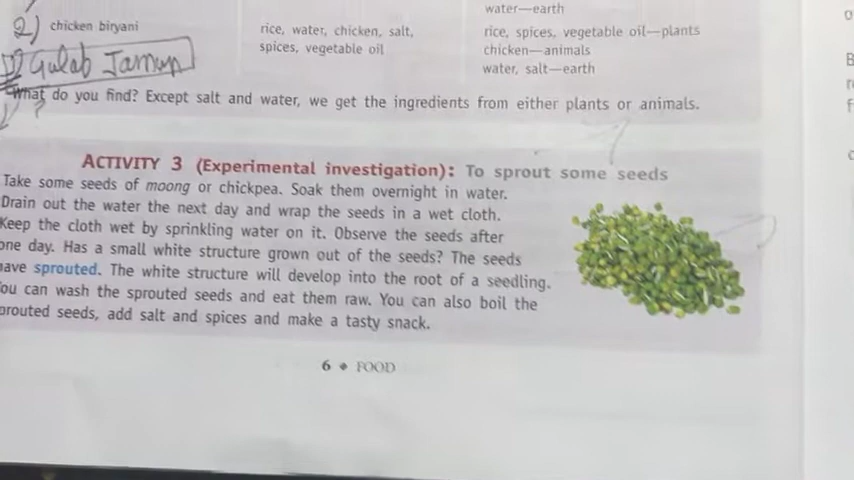 water—earth
2) chicken biryani rice, water, chicken, salt, rice, spices, vegetable oil—plants
spices, vegetable oil chicken—animals
Gulab Jamun water, salt—earth
What do you find? Except salt and water, we get the ingredients from either plants or animals.
ACTIVITY 3 (Experimental investigation): To sprout some seeds
Take some seeds of moong or chickpea. Soak them overnight in water.
Drain out the water the next day and wrap the seeds in a wet cloth.
Keep the cloth wet by sprinkling water on it. Observe the seeds after
one day. Has a small white structure grown out of the seeds? The seeds
have sprouted. The white structure will develop into the root of a seedling.
You can wash the sprouted seeds and eat them raw. You can also boil the
prouted seeds, add salt and spices and make a tasty snack.
6 ◆ FOOD